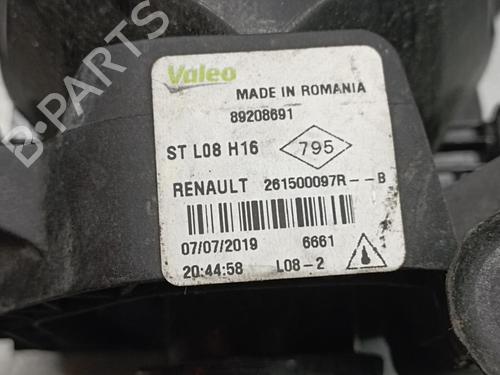 Valeo
MADE IN ROMANIA
89208691
ST L08 H16 795
RENAULT 261500097R--B
07/07/2019 6661
20:44:58 L08-2
B-PARTS